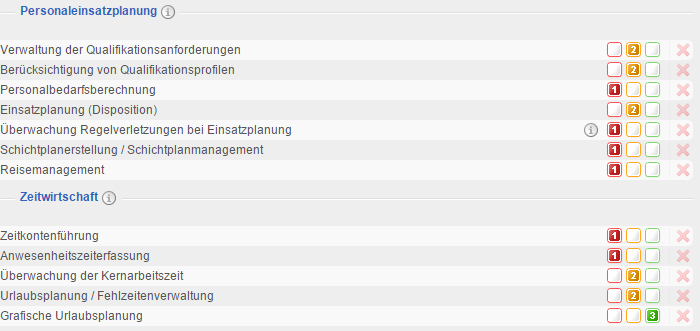 Personaleinsatzplanung i
Verwaltung der Qualifikationsanforderungen 2
Berücksichtigung von Qualifikationsprofilen 2
Personalbedarfsberechnung 1
Einsatzplanung (Disposition) 2
Überwachung Regelverletzungen bei Einsatzplanung i 1
Schichtplanerstellung / Schichtplanmanagement 1
Reisemanagement 1
Zeitwirtschaft i
Zeitkontenführung 1
Anwesenheitszeiterfassung 1
Überwachung der Kernarbeitszeit 2
Urlaubsplanung / Fehlzeitenverwaltung 2
Grafische Urlaubsplanung 3